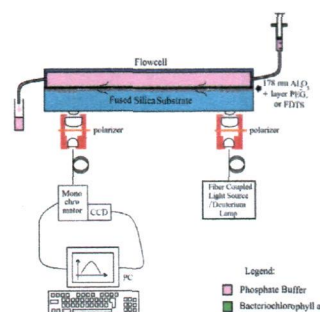 Flowcell
178 nm Al₂O₃
+ layer PEG,
or FDTS
Fused Silica Substrate
polarizer
polarizer
Mono
chro
mator
CCD
Fiber Coupled
Light Source
/Deuterium
Lamp
PC
Legend:
Phosphate Buffer
Bacteriochlorophyll a